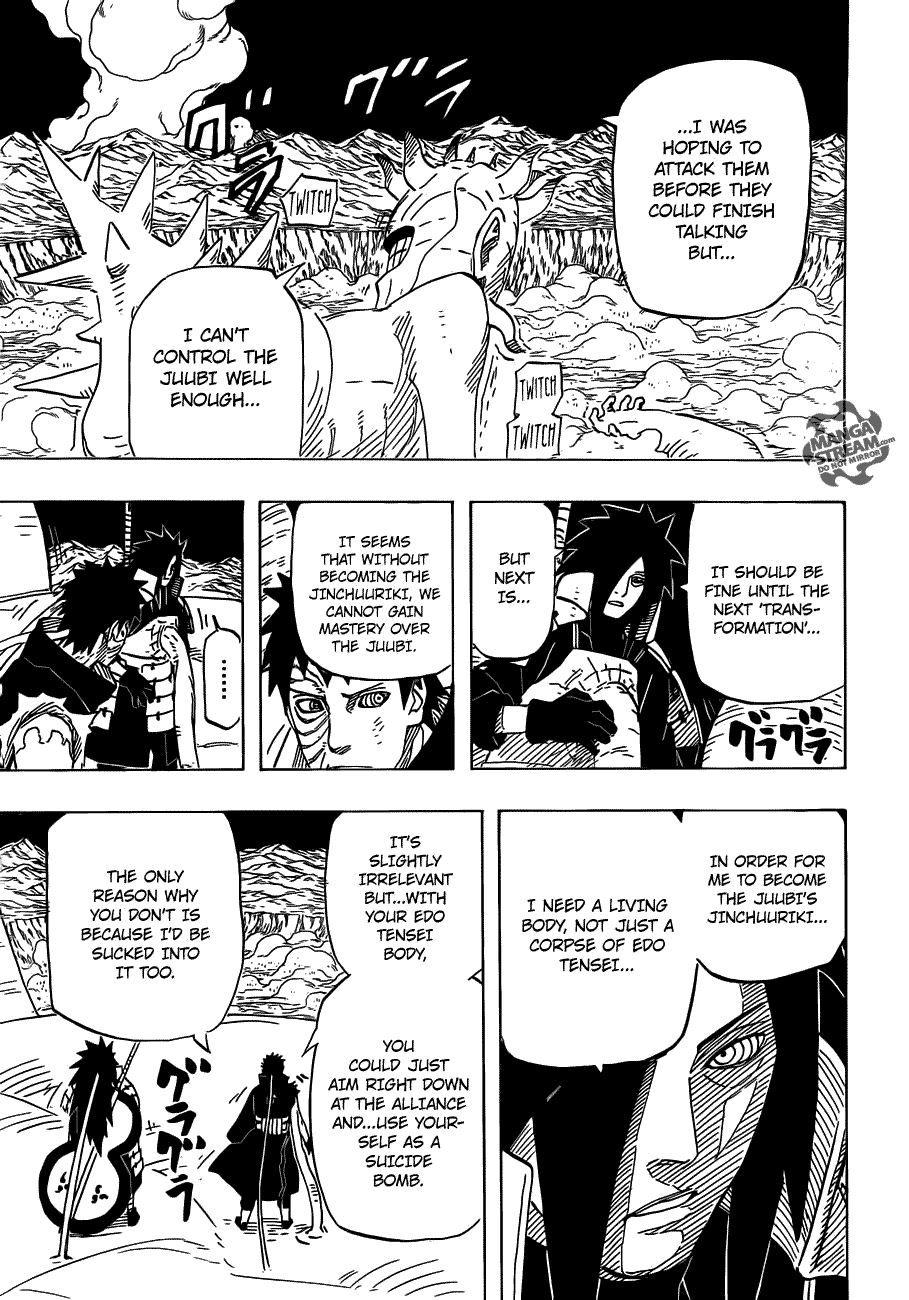 ...I WAS
HOPING TO
ATTACK THEM
BEFORE THEY
COULD FINISH
TALKING
BUT...
グ グ グ
グ
TWITCH
I CAN'T
CONTROL THE
JUUBI WELL
ENOUGH...
TWITCH
TWITCH
MANGA
STREAM.com
DO NOT MIRROR
IT SHOULD BE
FINE UNTIL THE
NEXT 'TRANS-
FORMATION'...
BUT
NEXT
IS...
グラグラ
IT SEEMS
THAT WITHOUT
BECOMING THE
JINCHUURIKI, WE
CANNOT GAIN
MASTERY OVER
THE JUUBI.
......
IN ORDER FOR
ME TO BECOME
THE JUUBI'S
JINCHUURIKI...
I NEED A LIVING
BODY, NOT JUST A
CORPSE OF EDO
TENSEI...
IT'S
SLIGHTLY
IRRELEVANT
BUT...WITH
YOUR EDO
TENSEI
BODY,
YOU
COULD JUST
AIM RIGHT DOWN
AT THE ALLIANCE
AND...USE YOUR-
SELF AS A
SUICIDE
BOMB.
THE ONLY
REASON WHY
YOU DON'T IS
BECAUSE I'D BE
SUCKED INTO
IT TOO.
グラグラ